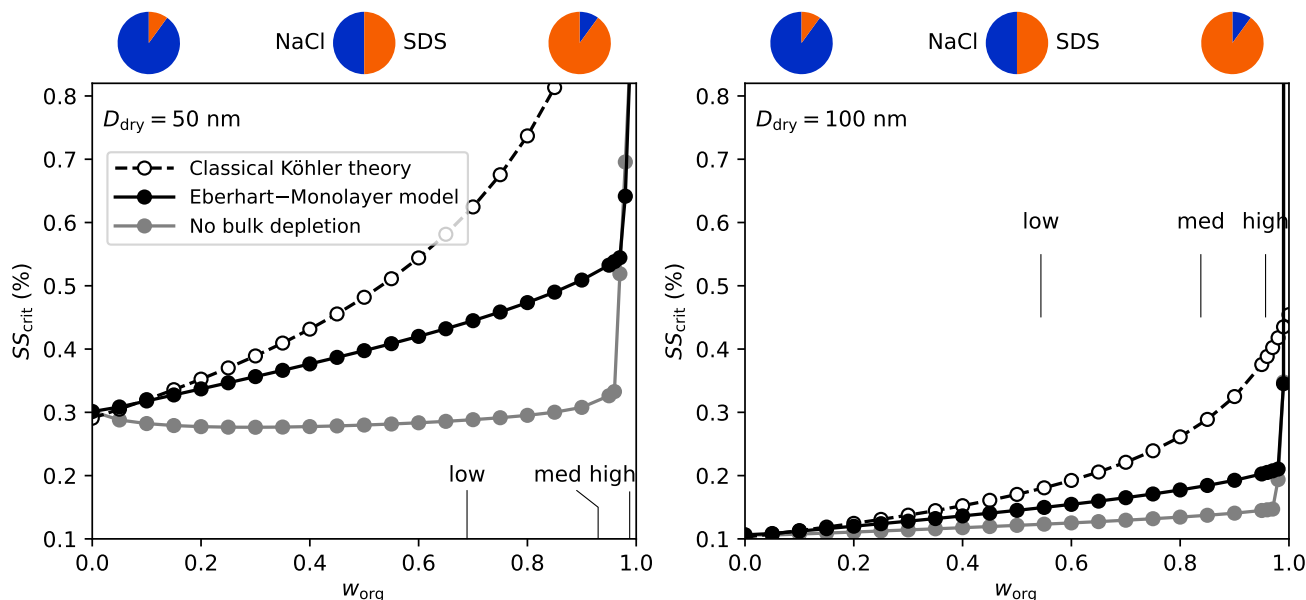 NaCl SDS
D_dry = 50 nm
Classical Köhler theory
Eberhart−Monolayer model
No bulk depletion
low med high
0.8
0.7
0.6
0.5
0.4
0.3
0.2
0.1
SS_crit (%)
0.0 0.2 0.4 0.6 0.8 1.0
w_org
NaCl SDS
D_dry = 100 nm
low med high
0.8
0.7
0.6
0.5
0.4
0.3
0.2
0.1
SS_crit (%)
0.0 0.2 0.4 0.6 0.8 1.0
w_org